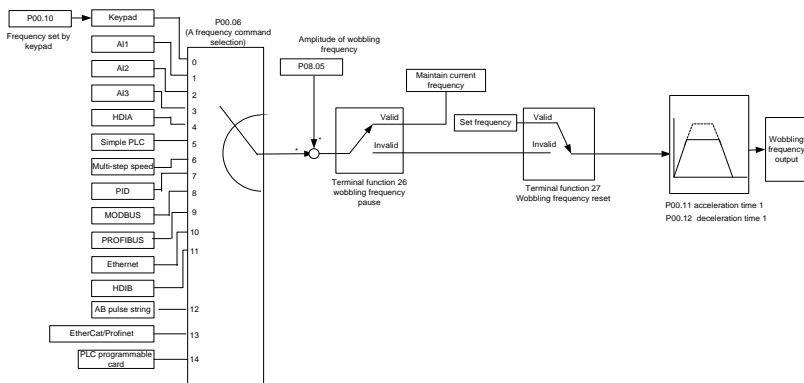 P00.10
Frequency set by
keypad
Keypad
AI1
AI2
AI3
HDIA
Simple PLC
Multi-step speed
PID
MODBUS
PROFIBUS
Ethernet
HDIB
AB pulse string
EtherCat/Profinet
PLC programmable
card
P00.06
(A frequency command
selection)
0
1
2
3
4
5
6
7
8
9
10
11
12
13
14
Amplitude of wobbling
frequency
P08.05
*
*
Maintain current
frequency
Valid
Invalid
Terminal function 26
wobbling frequency
pause
Set frequency
Valid
Invalid
Terminal function 27
Wobbling frequency reset
P00.11 acceleration time 1
P00.12 deceleration time 1
Wobbling
frequency
output